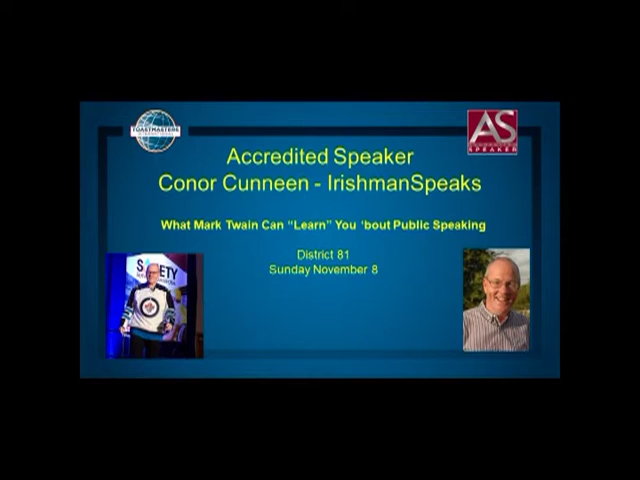 TOASTMASTERS
INTERNATIONAL
AS
SPEAKER
Accredited Speaker
Conor Cunneen - IrishmanSpeaks
What Mark Twain Can “Learn” You ‘bout Public Speaking
District 81
Sunday November 8